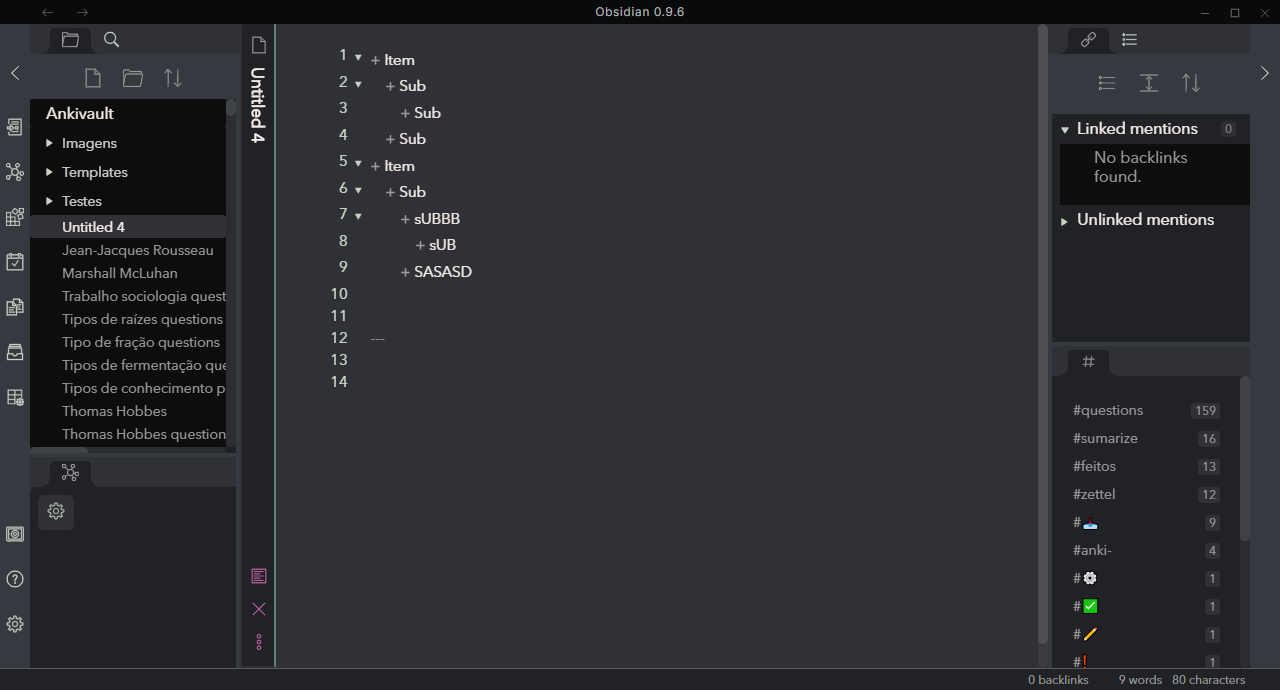 Obsidian 0.9.6
Ankivault
Imagens
Templates
Testes
Untitled 4
Jean-Jacques Rousseau
Marshall McLuhan
Trabalho sociologia quest
Tipos de raízes questions
Tipo de fração questions
Tipos de fermentação que
Tipos de conhecimento p
Thomas Hobbes
Thomas Hobbes question
Untitled 4
1 + Item
2 + Sub
3 + Sub
4 + Sub
5 + Item
6 + Sub
7 + sUBBB
8 + sUB
9 + SASASD
10
11
12 ---
13
14
Linked mentions 0
No backlinks
found.
Unlinked mentions
#questions 159
#sumarize 16
#feitos 13
#zettel 12
#📥 9
#anki- 4
#⚙ 1
#✅ 1
#✏ 1
#❗ 1
0 backlinks 9 words 80 characters